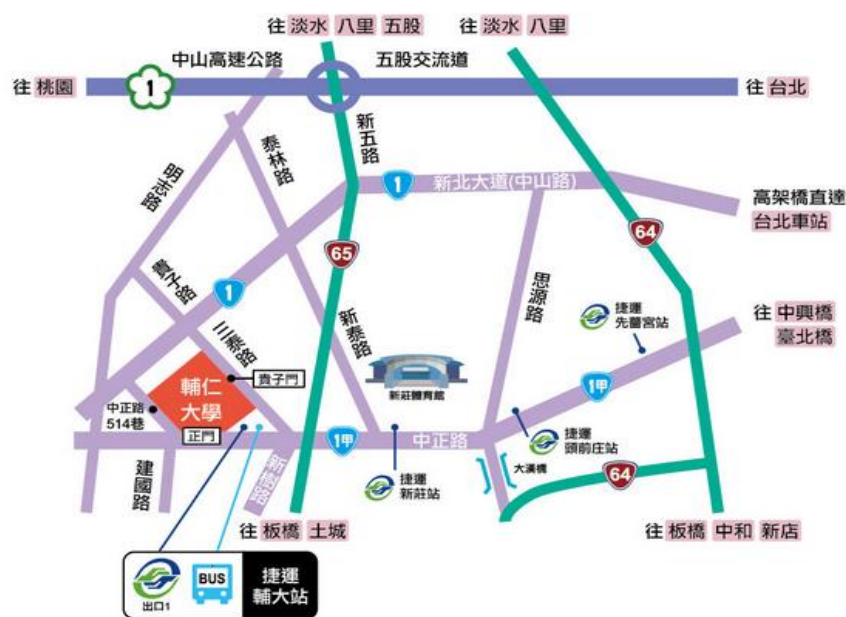 往 淡水 八里 五股
往 淡水 八里
中山高速公路
五股交流道
往 桃園
1
往 台北
明志路
泰林路
新五路
1
新北大道(中山路)
高架橋直達
台北車站
64
65
貴子路
1
思源路
三泰路
新泰路
捷運
先嗇宮站
往 中興橋
臺北橋
新莊體育館
輔仁
大學
貴子門
中正路
514巷
正門
1甲
1甲
中正路
捷運
頭前庄站
建國路
新樹路
捷運
新莊站
大漢橋
64
往 板橋 土城
往 板橋 中和 新店
出口1
BUS
捷運
輔大站